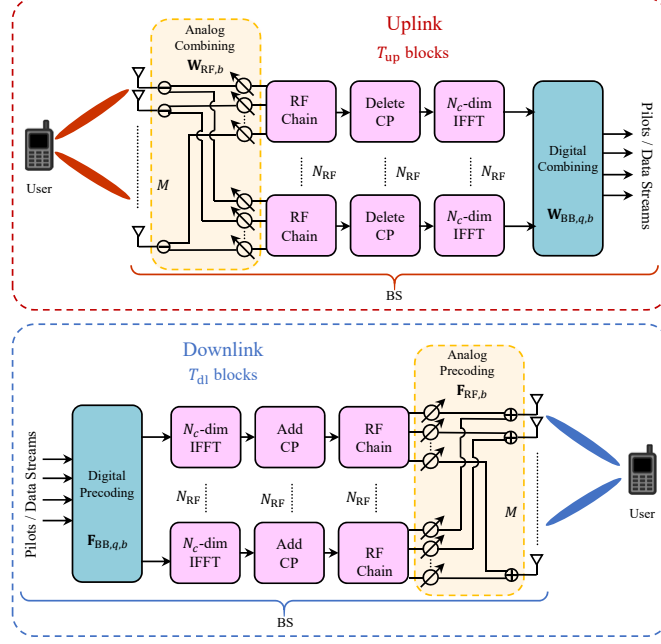 Uplink
T_up blocks
Analog
Combining
W_RF,b
User
M
RF
Chain
Delete
CP
N_c-dim
IFFT
N_RF
N_RF
N_RF
RF
Chain
Delete
CP
N_c-dim
IFFT
Digital
Combining
W_BB,q,b
Pilots / Data Streams
BS
Downlink
T_dl blocks
Analog
Precoding
F_RF,b
Pilots / Data Streams
Digital
Precoding
F_BB,q,b
N_c-dim
IFFT
Add
CP
RF
Chain
N_RF
N_RF
N_RF
N_c-dim
IFFT
Add
CP
RF
Chain
M
User
BS